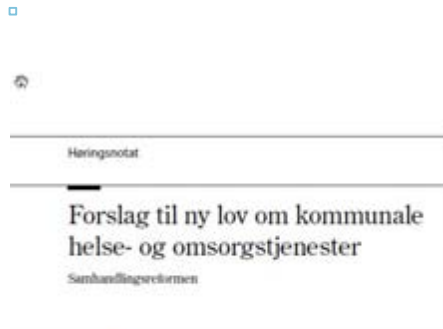 Høringsnotat
Forslag til ny lov om kommunale
helse- og omsorgstjenester
Samhandlingsreformen